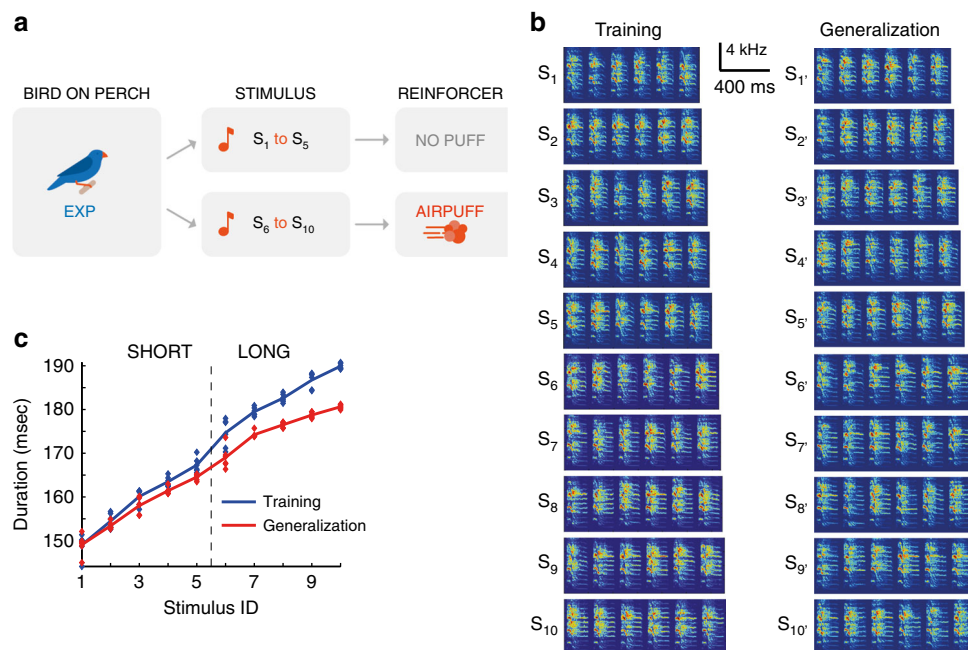 a
BIRD ON PERCH
STIMULUS
REINFORCER
EXP
S1 to S5
NO PUFF
S6 to S10
AIRPUFF
b
Training
Generalization
4 kHz
400 ms
S1
S2
S3
S4
S5
S6
S7
S8
S9
S10
S1'
S2'
S3'
S4'
S5'
S6'
S7'
S8'
S9'
S10'
c
SHORT
LONG
190
180
170
160
150
Duration (msec)
Training
Generalization
1 3 5 7 9
Stimulus ID